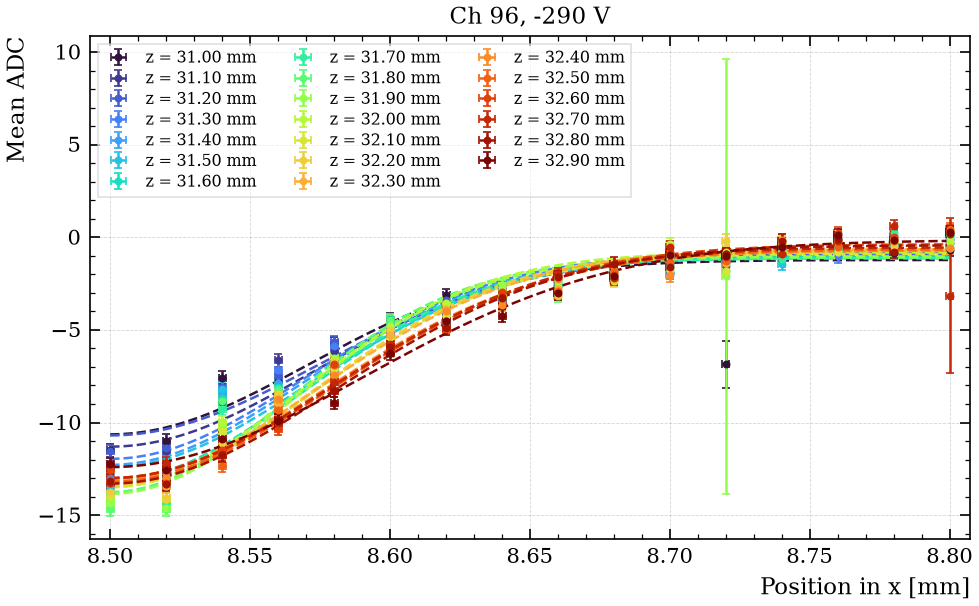 Ch 96, -290 V
Mean ADC
10
5
0
−5
−10
−15
z = 31.00 mm
z = 31.10 mm
z = 31.20 mm
z = 31.30 mm
z = 31.40 mm
z = 31.50 mm
z = 31.60 mm
z = 31.70 mm
z = 31.80 mm
z = 31.90 mm
z = 32.00 mm
z = 32.10 mm
z = 32.20 mm
z = 32.30 mm
z = 32.40 mm
z = 32.50 mm
z = 32.60 mm
z = 32.70 mm
z = 32.80 mm
z = 32.90 mm
8.50 8.55 8.60 8.65 8.70 8.75 8.80
Position in x [mm]